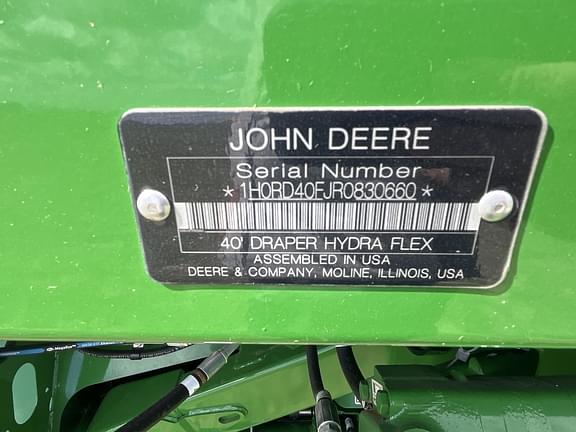 JOHN DEERE
Serial Number
*1H0RD40FJR0830660*
40' DRAPER HYDRA FLEX
ASSEMBLED IN USA
DEERE & COMPANY, MOLINE, ILLINOIS, USA